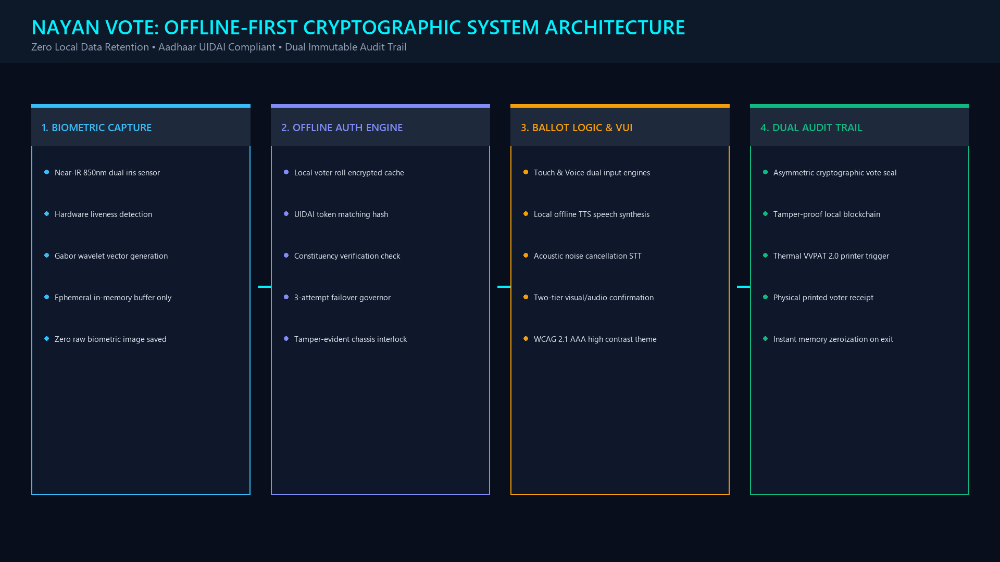 NAYAN VOTE: OFFLINE-FIRST CRYPTOGRAPHIC SYSTEM ARCHITECTURE
Zero Local Data Retention • Aadhaar UIDAI Compliant • Dual Immutable Audit Trail
1. BIOMETRIC CAPTURE
Near-IR 850nm dual iris sensor
Hardware liveness detection
Gabor wavelet vector generation
Ephemeral in-memory buffer only
Zero raw biometric image saved
2. OFFLINE AUTH ENGINE
Local voter roll encrypted cache
UIDAI token matching hash
Constituency verification check
3-attempt failover governor
Tamper-evident chassis interlock
3. BALLOT LOGIC & VUI
Touch & Voice dual input engines
Local offline TTS speech synthesis
Acoustic noise cancellation STT
Two-tier visual/audio confirmation
WCAG 2.1 AAA high contrast theme
4. DUAL AUDIT TRAIL
Asymmetric cryptographic vote seal
Tamper-proof local blockchain
Thermal VVPAT 2.0 printer trigger
Physical printed voter receipt
Instant memory zeroization on exit